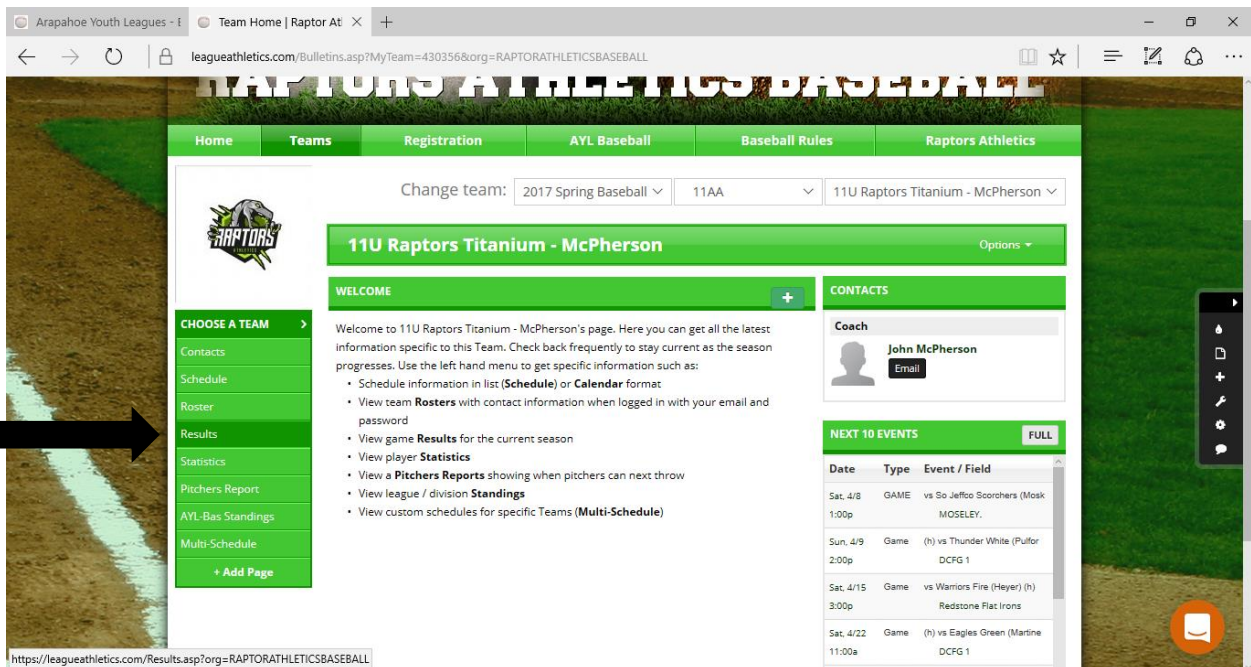 Arapahoe Youth Leagues - E
Team Home | Raptor Atl
leagueathletics.com/Bulletins.asp?MyTeam=430356&org=RAPTORATHLETICSBASEBALL
RAPTORS ATHLETICS BASEBALL
Home Teams Registration AYL Baseball Baseball Rules Raptors Athletics
RAPTORS
Change team: 2017 Spring Baseball 11AA 11U Raptors Titanium - McPherson
11U Raptors Titanium - McPherson Options
CHOOSE A TEAM >
Contacts
Schedule
Roster
Results
Statistics
Pitchers Report
AYL-Bas Standings
Multi-Schedule
+ Add Page
WELCOME +
Welcome to 11U Raptors Titanium - McPherson's page. Here you can get all the latest
information specific to this Team. Check back frequently to stay current as the season
progresses. Use the left hand menu to get specific information such as:
• Schedule information in list (Schedule) or Calendar format
• View team Rosters with contact information when logged in with your email and
password
• View game Results for the current season
• View player Statistics
• View a Pitchers Reports showing when pitchers can next throw
• View league / division Standings
• View custom schedules for specific Teams (Multi-Schedule)
CONTACTS
Coach
John McPherson
Email
NEXT 10 EVENTS FULL
Date Type Event / Field
Sat, 4/8 GAME vs So Jeffco Scorchers (Mosk
1:00p MOSELEY.
Sun, 4/9 Game (h) vs Thunder White (Pulfor
2:00p DCFG 1
Sat, 4/15 Game vs Warriors Fire (Heyer) (h)
3:00p Redstone Flat Irons
Sat, 4/22 Game (h) vs Eagles Green (Martine
11:00a DCFG 1
https://leagueathletics.com/Results.asp?org=RAPTORATHLETICSBASEBALL